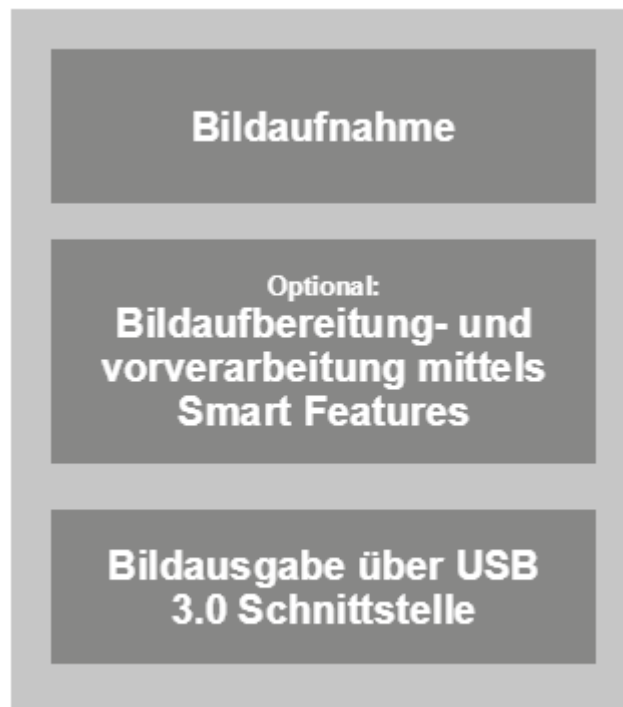 Bildaufnahme
Optional:
Bildaufbereitung- und
vorverarbeitung mittels
Smart Features
Bildausgabe über USB
3.0 Schnittstelle